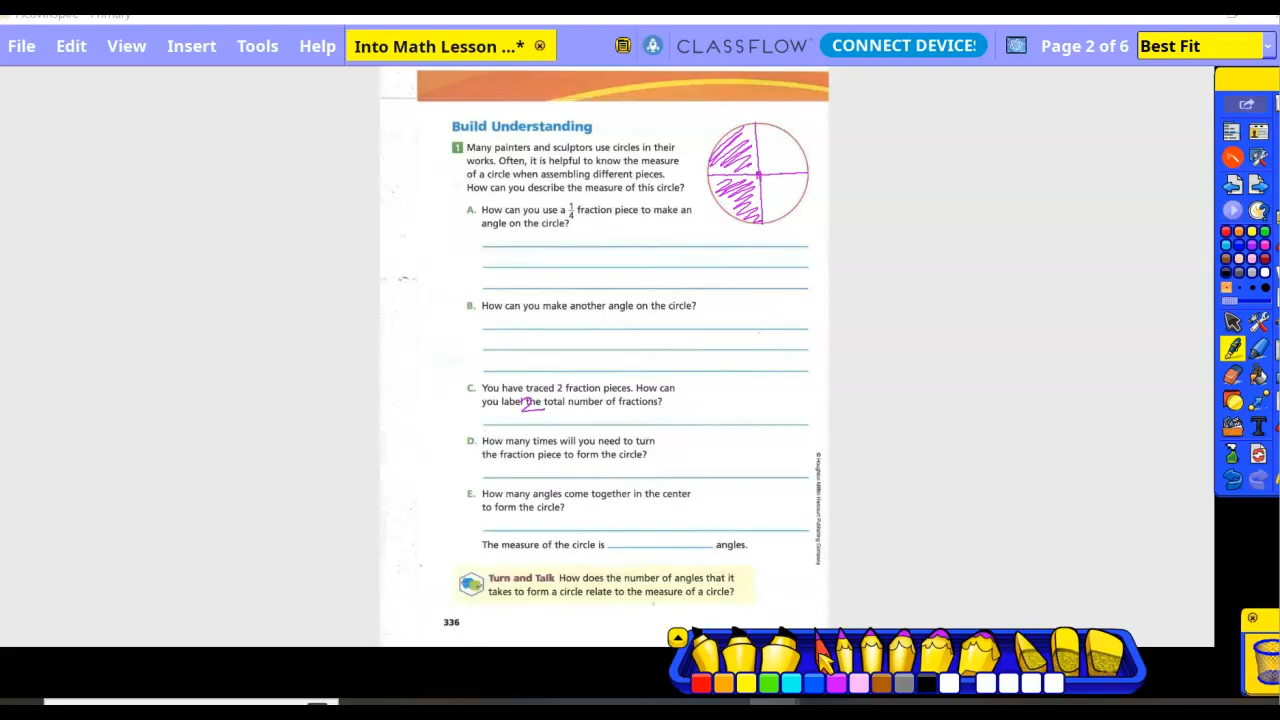 ActivInspire - Primary
File Edit View Insert Tools Help Into Math Lesson ...* CLASSFLOW CONNECT DEVICES Page 2 of 6 Best Fit
Build Understanding
1 Many painters and sculptors use circles in their
works. Often, it is helpful to know the measure
of a circle when assembling different pieces.
How can you describe the measure of this circle?
A. How can you use a 1/4 fraction piece to make an
angle on the circle?
B. How can you make another angle on the circle?
C. You have traced 2 fraction pieces. How can
you label the total number of fractions?
2
D. How many times will you need to turn
the fraction piece to form the circle?
E. How many angles come together in the center
to form the circle?
The measure of the circle is angles.
Turn and Talk How does the number of angles that it
takes to form a circle relate to the measure of a circle?
336
© Houghton Mifflin Harcourt Publishing Company